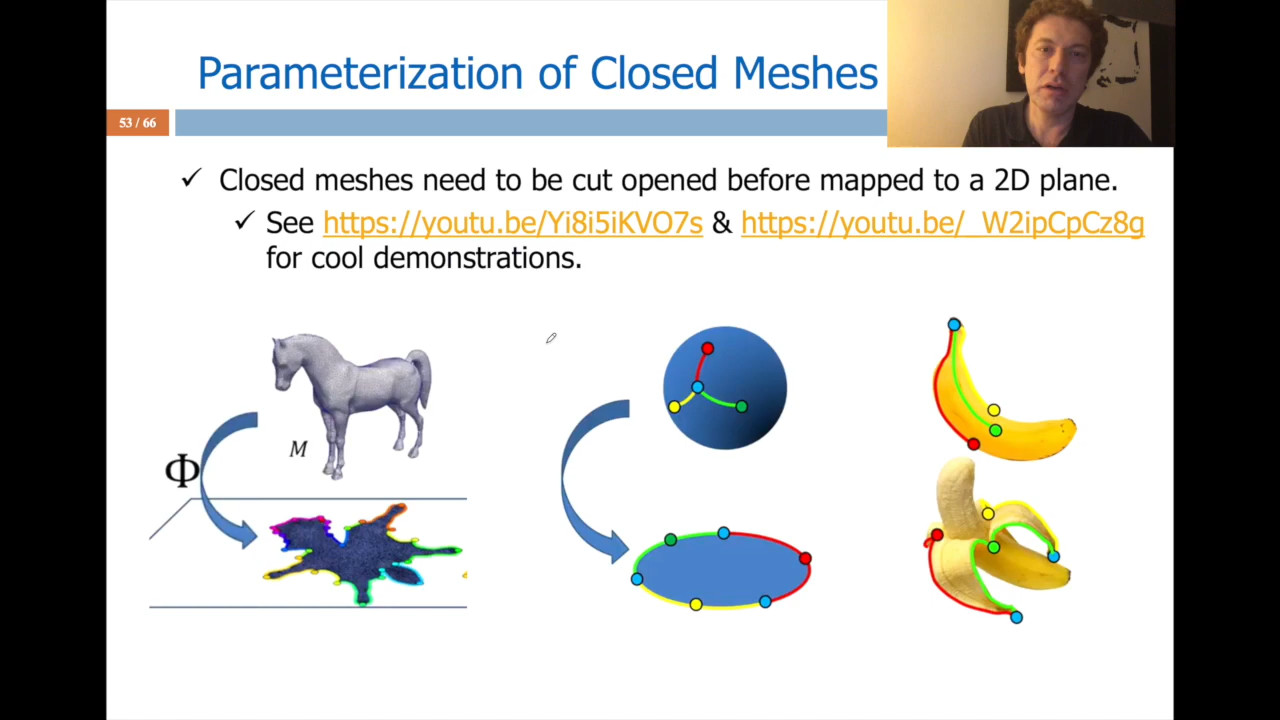 Parameterization of Closed Meshes
53 / 66
✓ Closed meshes need to be cut opened before mapped to a 2D plane.
✓ See https://youtu.be/Yi8i5iKVO7s & https://youtu.be/_W2ipCpCz8g
for cool demonstrations.
M
Φ